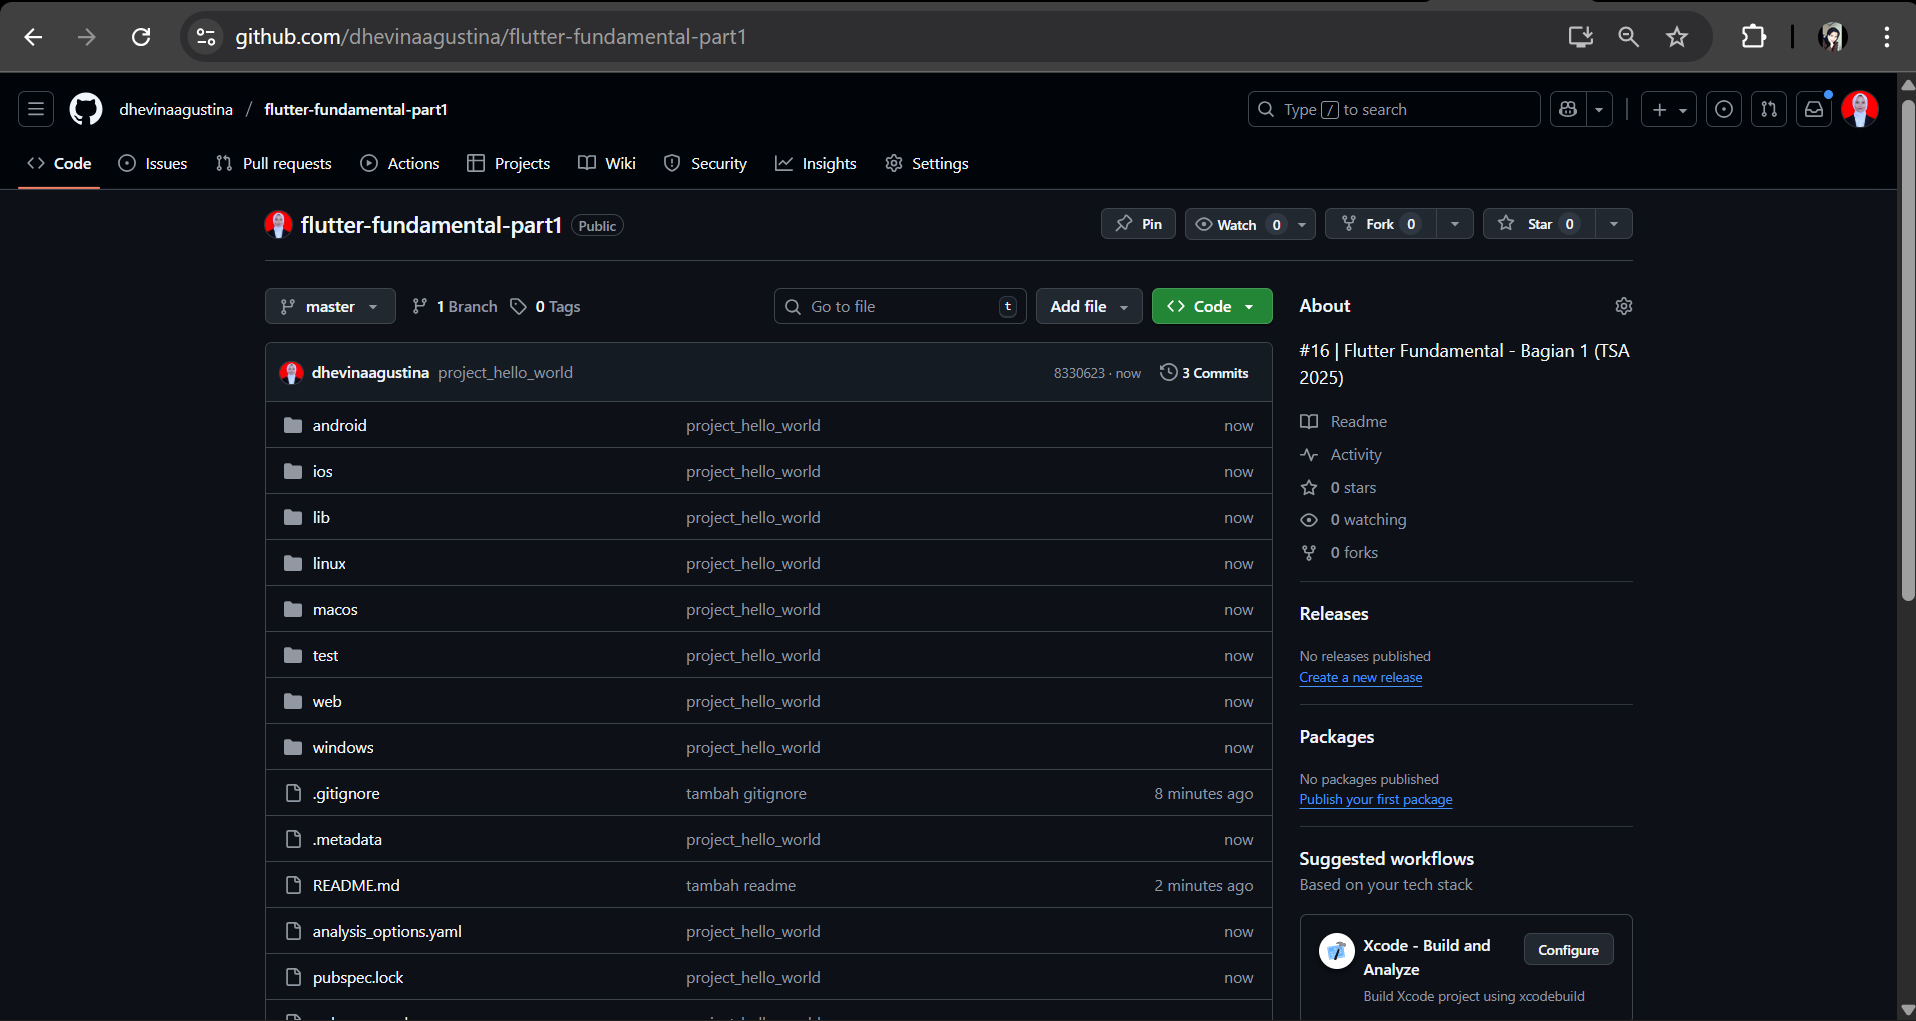 github.com/dhevinaagustina/flutter-fundamental-part1
dhevinaagustina / flutter-fundamental-part1
Type / to search
Code Issues Pull requests Actions Projects Wiki Security Insights Settings
flutter-fundamental-part1 Public
Pin Watch 0 Fork 0 Star 0
master 1 Branch 0 Tags Go to file t Add file Code
dhevinaagustina project_hello_world 8330623 · now 3 Commits
android project_hello_world now
ios project_hello_world now
lib project_hello_world now
linux project_hello_world now
macos project_hello_world now
test project_hello_world now
web project_hello_world now
windows project_hello_world now
.gitignore tambah gitignore 8 minutes ago
.metadata project_hello_world now
README.md tambah readme 2 minutes ago
analysis_options.yaml project_hello_world now
pubspec.lock project_hello_world now
About
#16 | Flutter Fundamental - Bagian 1 (TSA
2025)
Readme
Activity
0 stars
0 watching
0 forks
Releases
No releases published
Create a new release
Packages
No packages published
Publish your first package
Suggested workflows
Based on your tech stack
Xcode - Build and
Analyze
Configure
Build Xcode project using xcodebuild